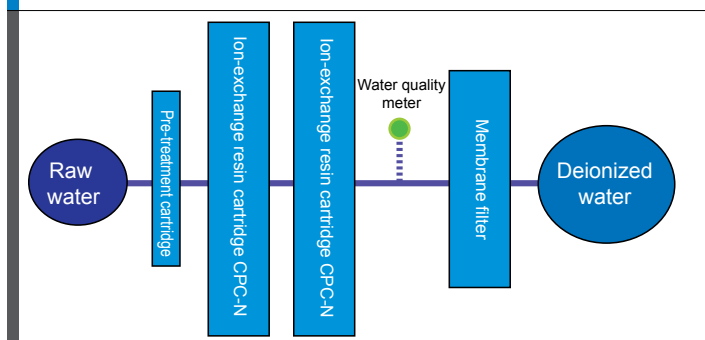 Raw
water
Pre-treatment cartridge
Ion-exchange resin cartridge CPC-N
Ion-exchange resin cartridge CPC-N
Water quality
meter
Membrane filter
Deionized
water